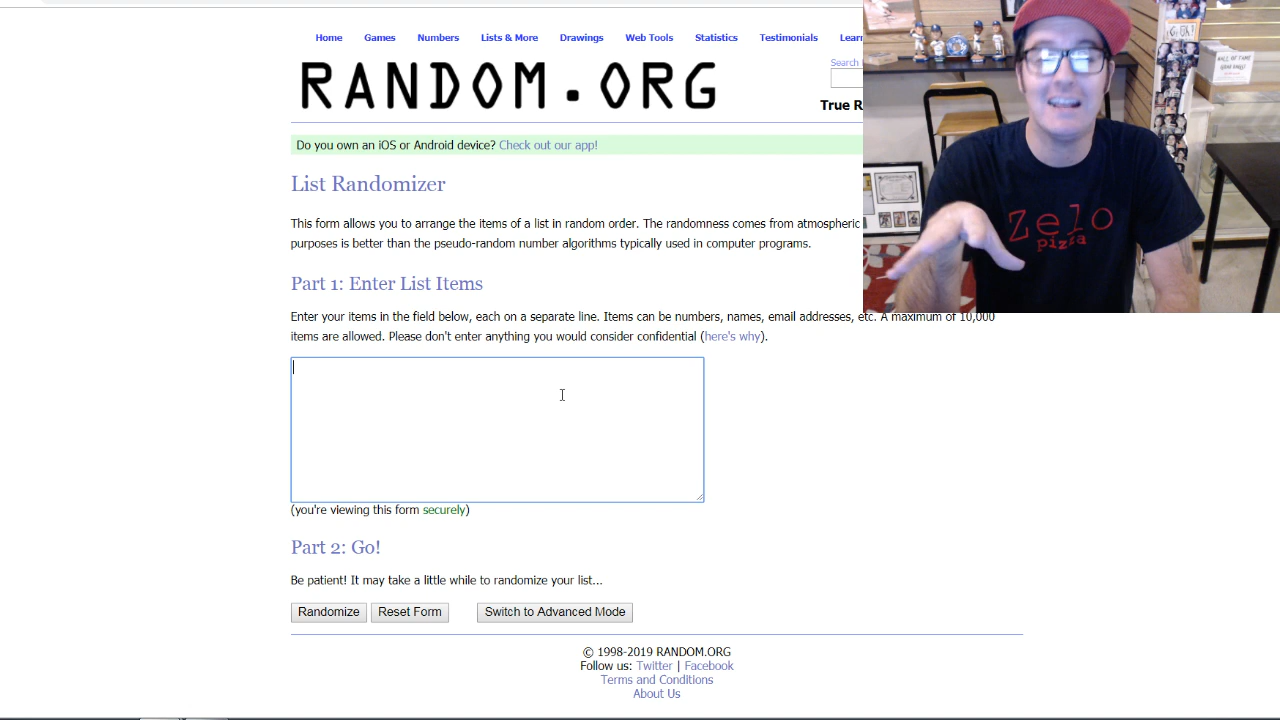 Home Games Numbers Lists & More Drawings Web Tools Statistics Testimonials Lear
Search
RANDOM.ORG
True R
Do you own an iOS or Android device? Check out our app!
List Randomizer
This form allows you to arrange the items of a list in random order. The randomness comes from atmospheric
purposes is better than the pseudo-random number algorithms typically used in computer programs.
Part 1: Enter List Items
Enter your items in the field below, each on a separate line. Items can be numbers, names, email addresses, etc. A maximum of 10,000
items are allowed. Please don't enter anything you would consider confidential (here's why).
(you're viewing this form securely)
Part 2: Go!
Be patient! It may take a little while to randomize your list...
Randomize Reset Form Switch to Advanced Mode
© 1998-2019 RANDOM.ORG
Follow us: Twitter | Facebook
Terms and Conditions
About Us
Zelo
pizza
HALL OF FAME